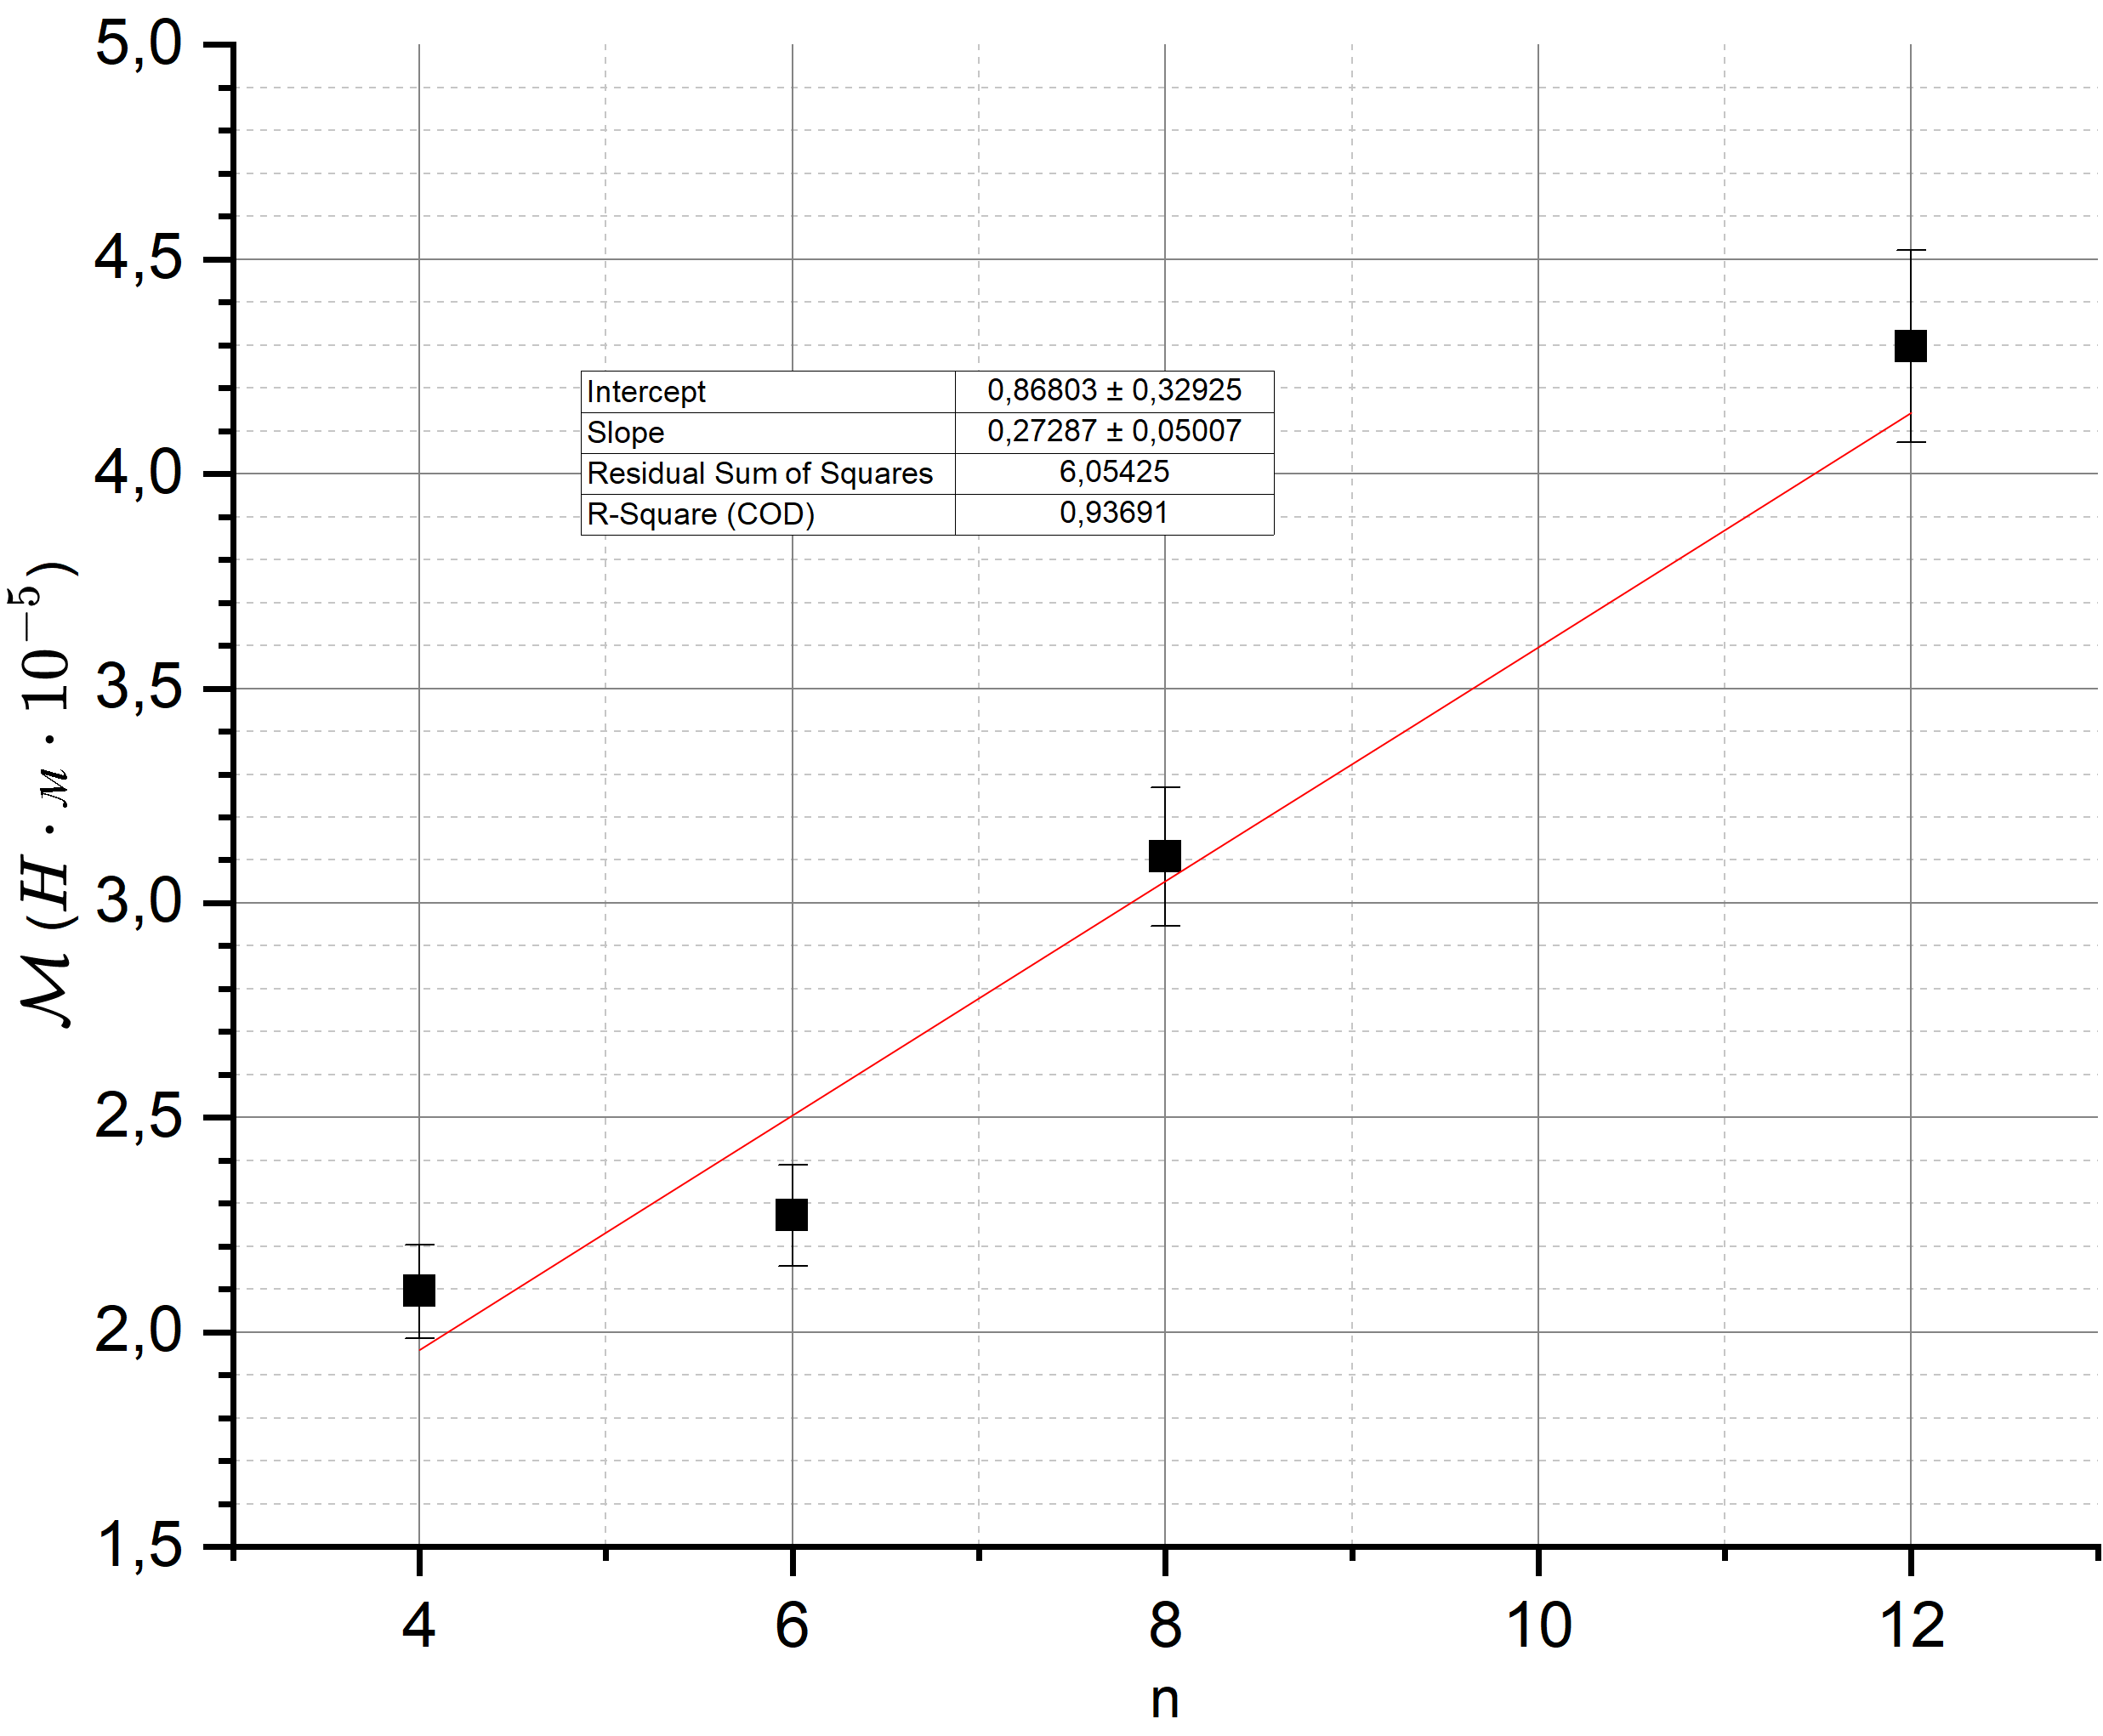 5,0
4,5
4,0
3,5
3,0
2,5
2,0
1,5
ℳ (H · м · 10⁻⁵)
Intercept 0,86803 ± 0,32925
Slope 0,27287 ± 0,05007
Residual Sum of Squares 6,05425
R-Square (COD) 0,93691
4 6 8 10 12
n